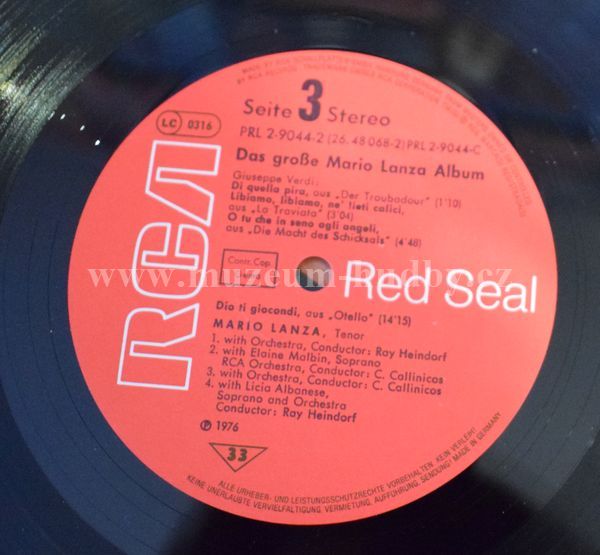 Seite 3 Stereo
LC 0316
PRL 2-9044-2 (26.48 068-2) PRL 2-9044-C
Das große Mario Lanza Album
Giuseppe Verdi:
Di quella pira, aus „Der Troubadour“ (1'10)
Libiamo, libiamo, ne' lieti calici,
aus „La Traviata“ (3'04)
O tu che in seno agli angeli,
aus „Die Macht des Schicksals“ (4'48)
RCA
Contr. Cop.
Red Seal
www.muzeum-hudby.cz
Dio ti giocondi, aus „Otello“ (14'15)
MARIO LANZA, Tenor
1. with Orchestra, Conductor: Ray Heindorf
2. with Elaine Malbin, Soprano
RCA Orchestra, Conductor: C. Callinicos
3. with Orchestra, Conductor: C. Callinicos
4. with Licia Albanese,
Soprano and Orchestra
Conductor: Ray Heindorf
℗ 1976
33
ALLE URHEBER- UND LEISTUNGSSCHUTZRECHTE VORBEHALTEN. KEIN VERLEIH!
KEINE UNERLAUBTE VERVIELFÄLTIGUNG, VERMIETUNG, AUFFÜHRUNG, SENDUNG! MADE IN GERMANY